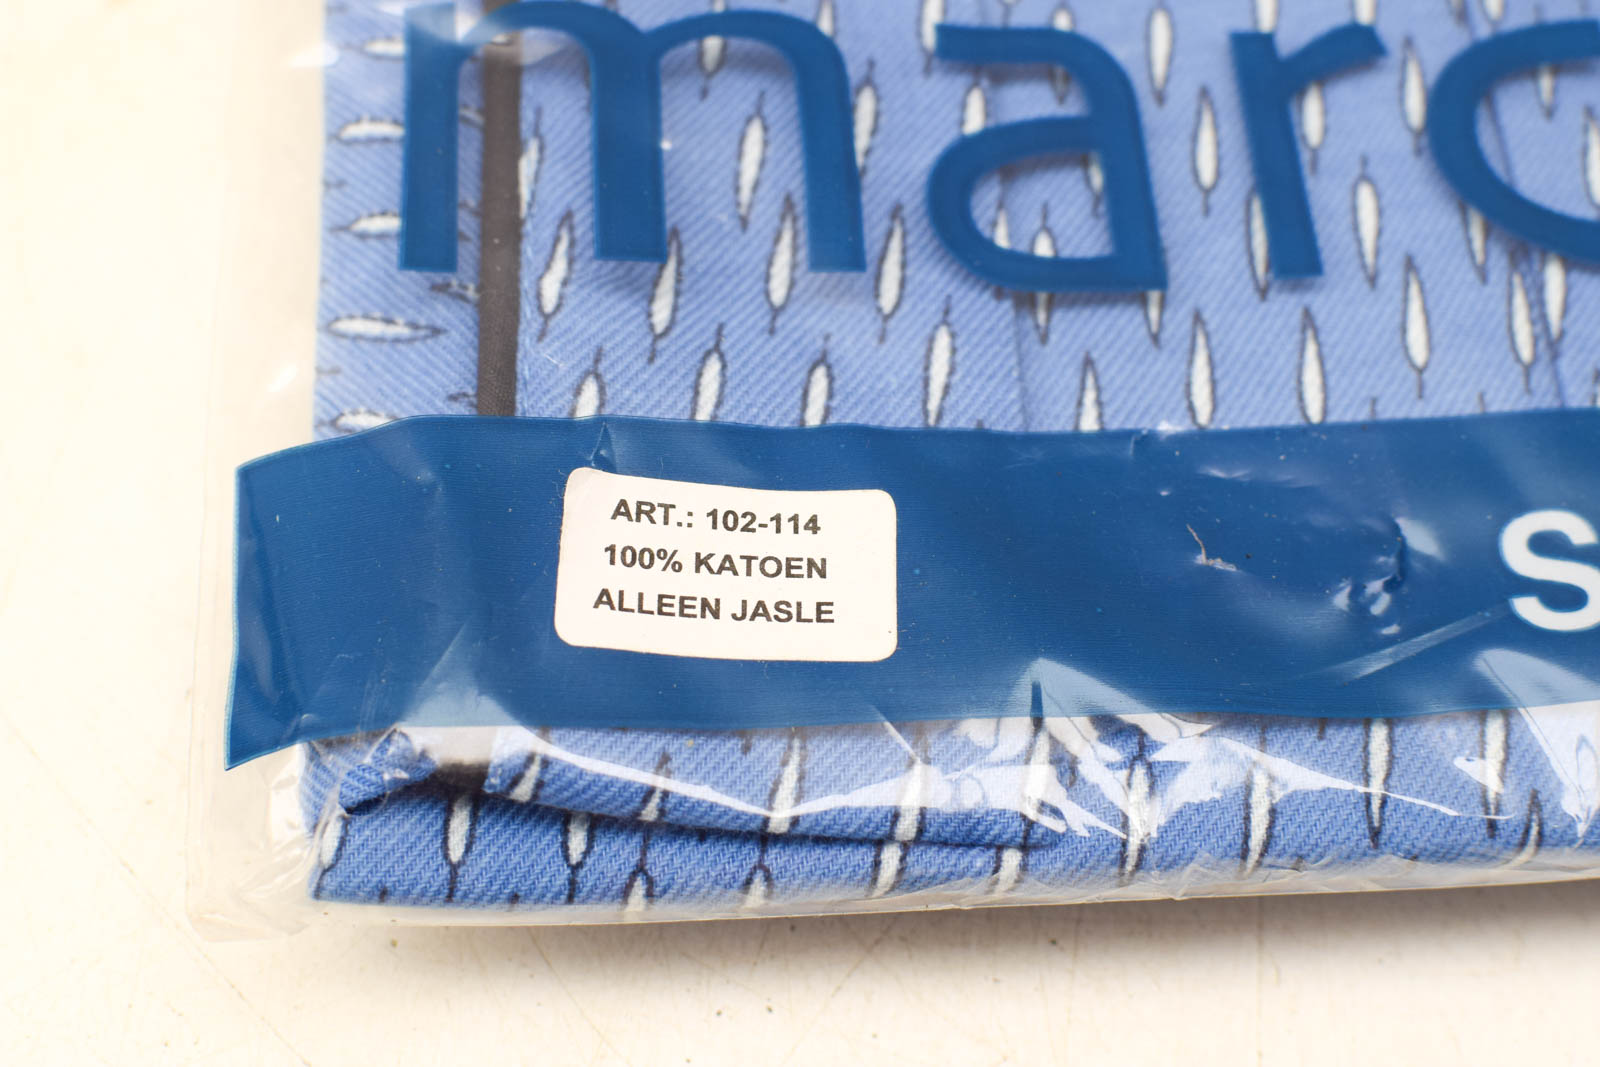 marc
ART.: 102-114
100% KATOEN
ALLEEN JASLE
S